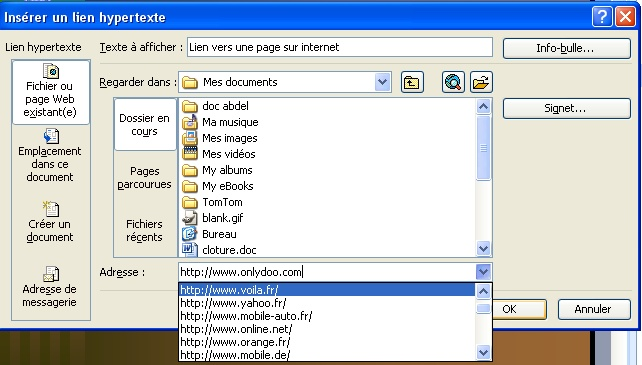 Insérer un lien hypertexte
Lien hypertexte
Texte à afficher : Lien vers une page sur internet
Info-bulle...
Fichier ou
page Web
existant(e)
Regarder dans : Mes documents
Emplacement
dans ce
document
Créer un
document
Adresse de
messagerie
Dossier en
cours
Pages
parcourues
Fichiers
récents
doc abdel
Ma musique
Mes images
Mes vidéos
My albums
My eBooks
TomTom
blank.gif
Bureau
cloture.doc
Signet...
Adresse : http://www.onlydoo.com
http://www.voila.fr/
http://www.yahoo.fr/
http://www.mobile-auto.fr/
http://www.online.net/
http://www.orange.fr/
http://www.mobile.de/
OK
Annuler